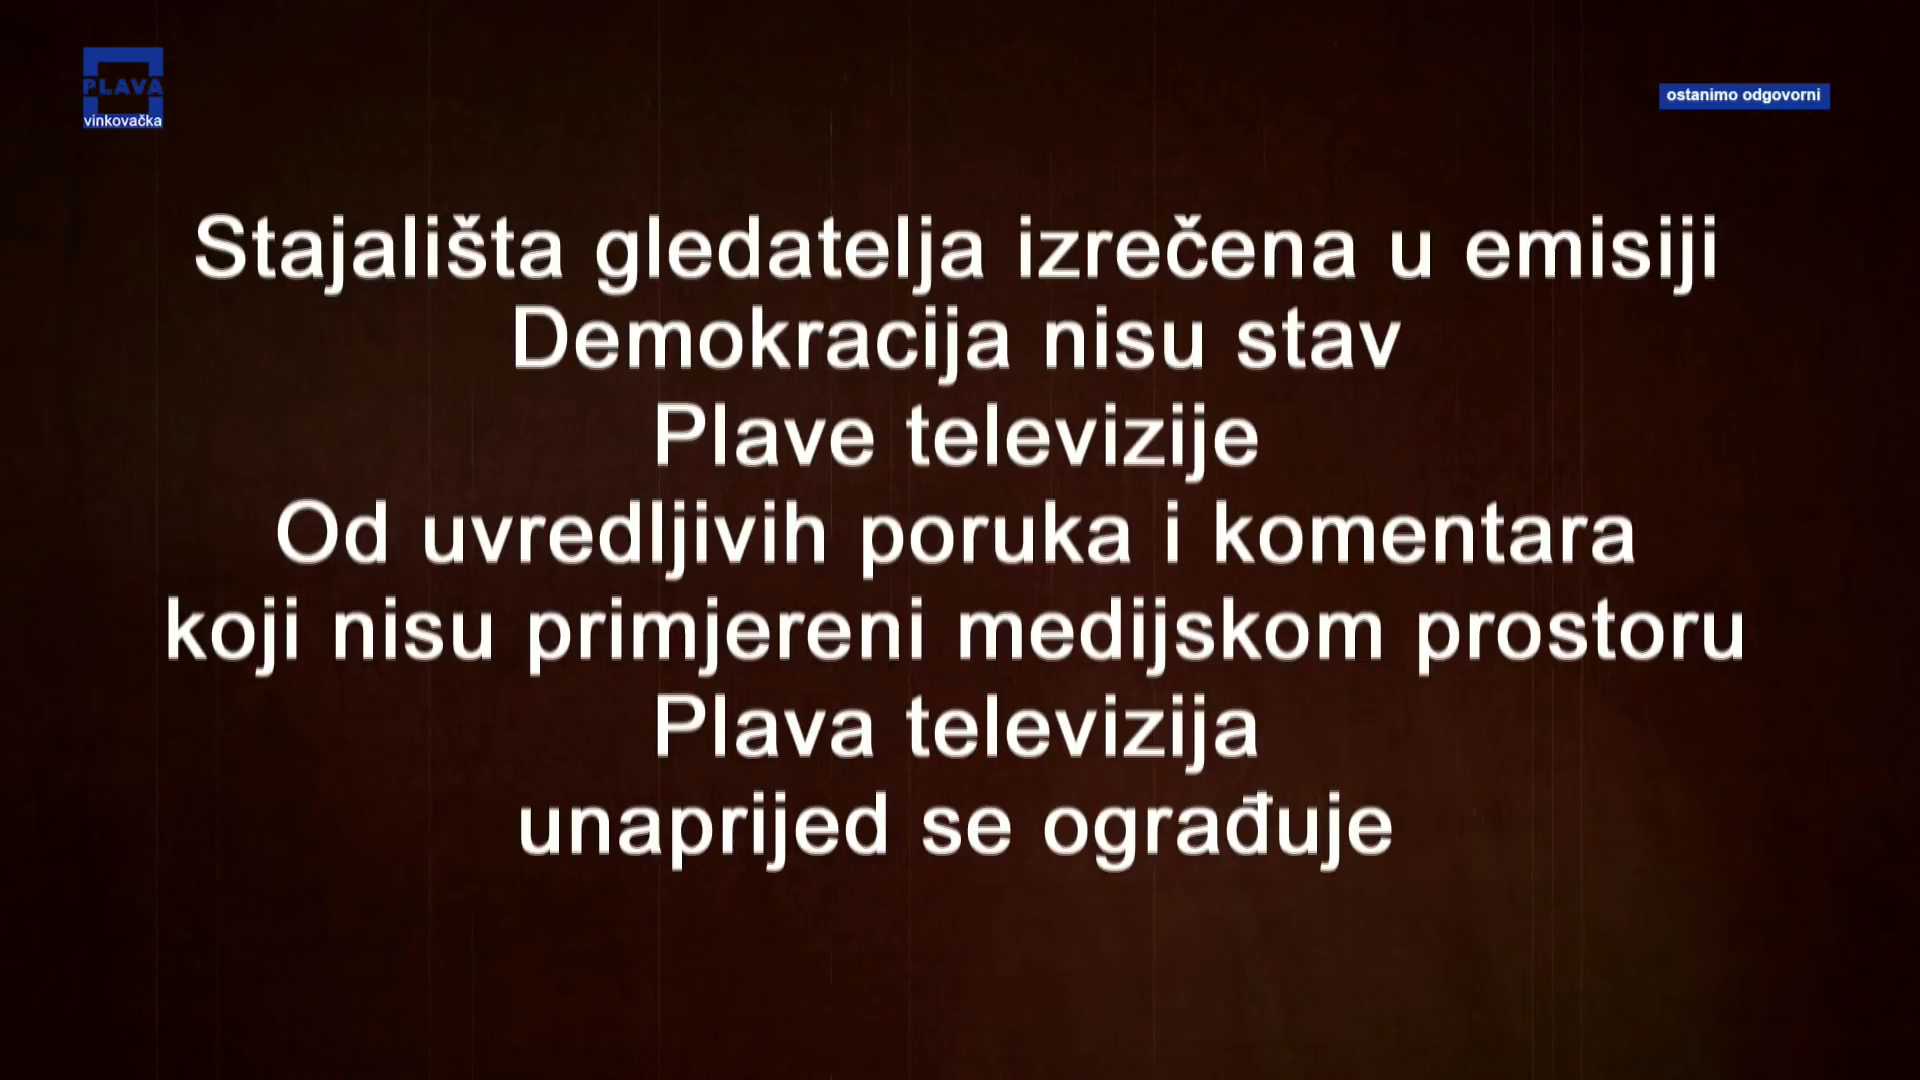 PLAVA
vinkovačka
ostanimo odgovorni
Stajališta gledatelja izrečena u emisiji
Demokracija nisu stav
Plave televizije
Od uvredljivih poruka i komentara
koji nisu primjereni medijskom prostoru
Plava televizija
unaprijed se ograđuje